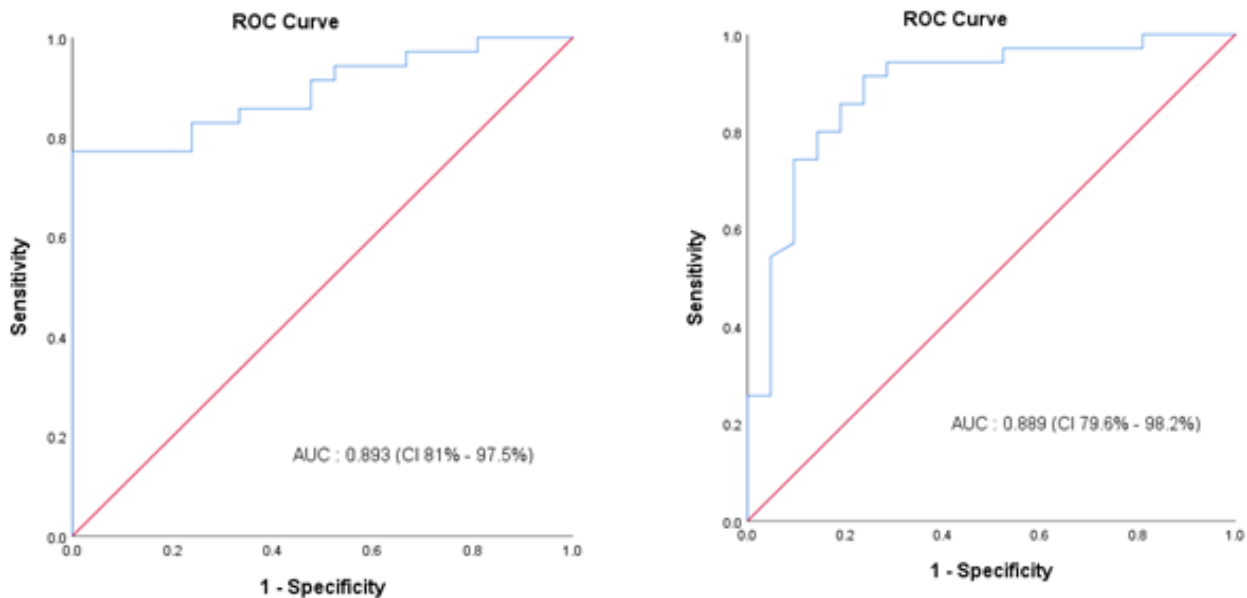 ROC Curve
1.0
0.8
0.6
0.4
0.2
0.0
Sensitivity
AUC : 0.893 (CI 81% - 97.5%)
0.0 0.2 0.4 0.6 0.8 1.0
1 - Specificity
ROC Curve
1.0
0.8
0.6
0.4
0.2
0.0
Sensitivity
AUC : 0.889 (CI 79.6% - 98.2%)
0.0 0.2 0.4 0.6 0.8 1.0
1 - Specificity